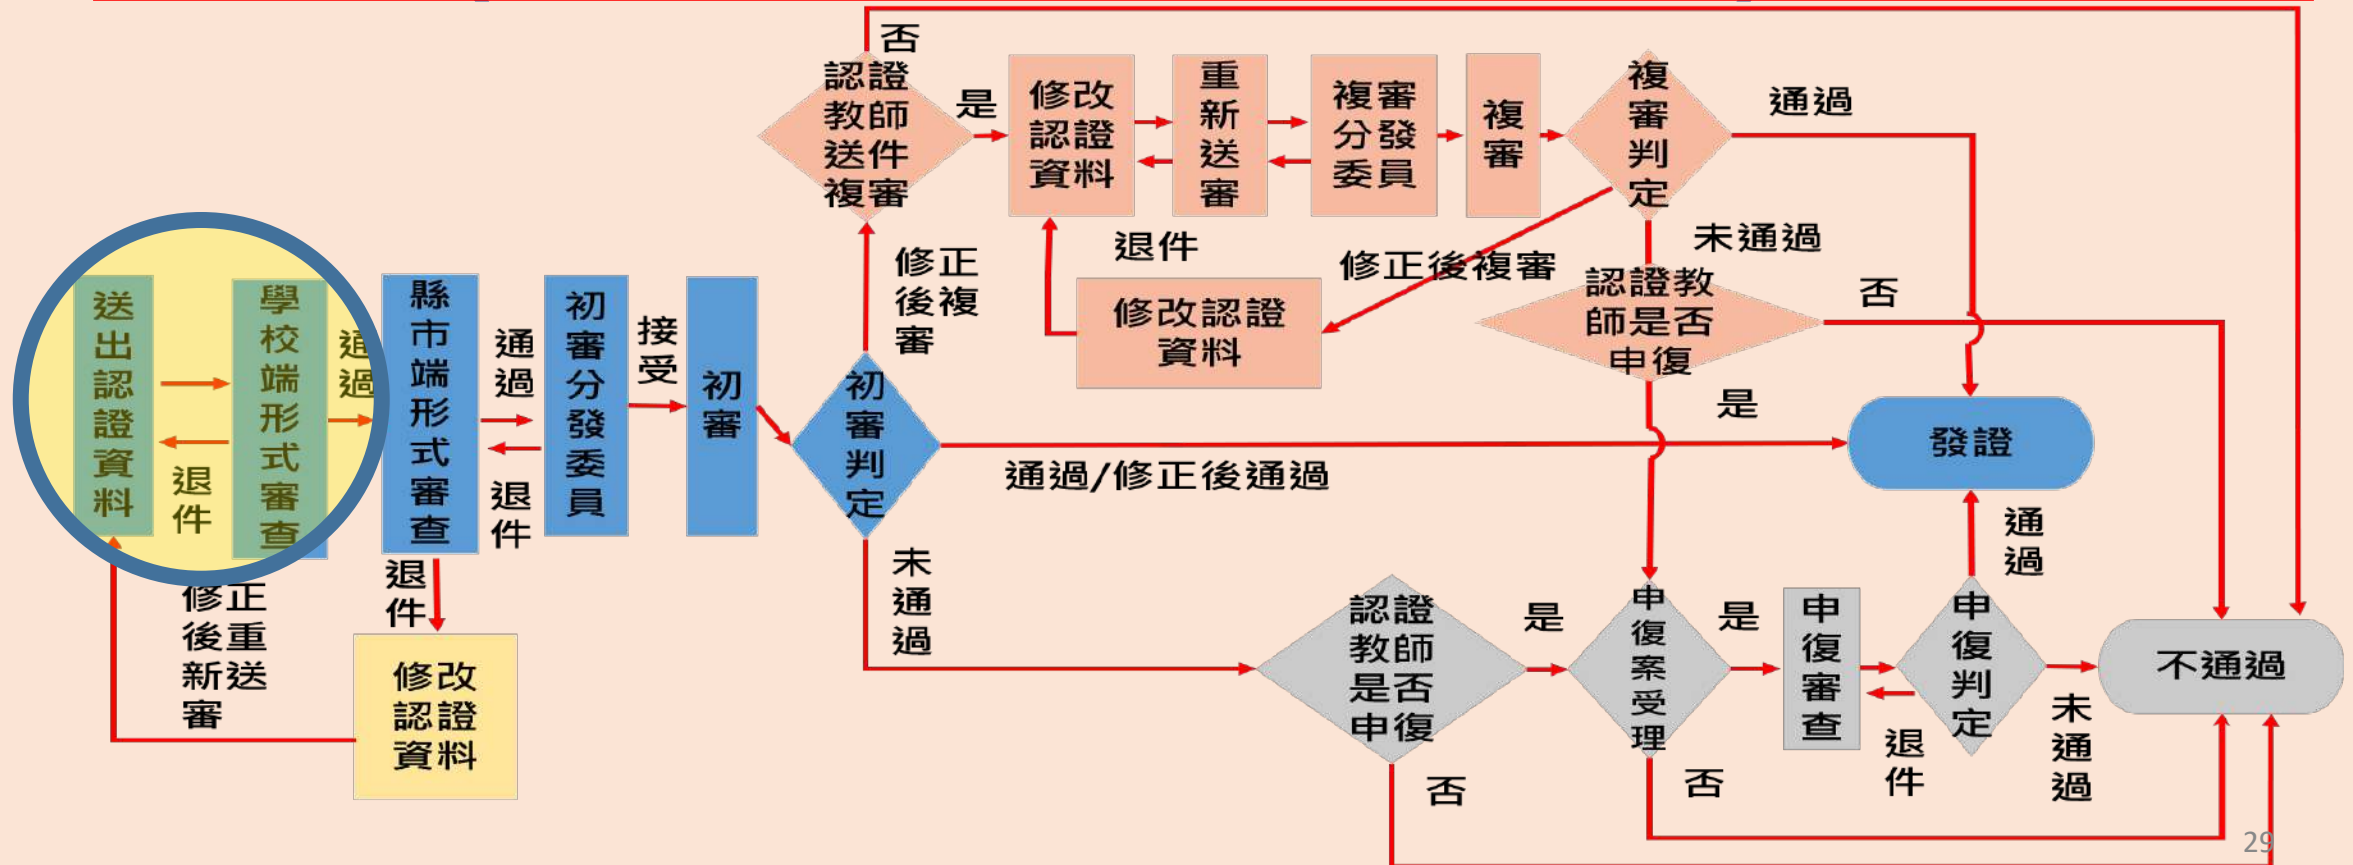 否
認證
教師
送件
複審
是
修改
認證
資料
重新送審
複審
分發
委員
複審
複審判定
通過
未通過
修正後複審
退件
修改認證
資料
認證教
師是否
申復
否
是
修正
後複
審
送出認證資料
退件
學校端形式審查
通過
縣市端形式審查
通過
退件
初審分發委員
接受
初審
初審判定
通過/修正後通過
發證
未通過
退件
修改
認證
資料
修正
後重
新送
審
認證
教師
是否
申復
是
否
申復案受理
是
否
申復審查
退件
申復判定
通過
未通過
不通過
29